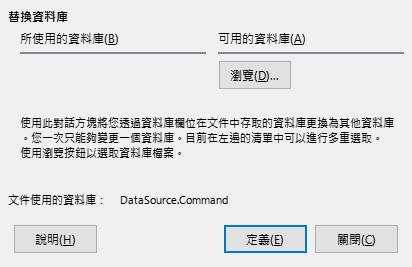 替換資料庫
所使用的資料庫(B) 可用的資料庫(A)
瀏覽(D)...
使用此對話方塊將您透過資料庫欄位在文件中存取的資料庫更換為其他資料庫
。您一次只能夠變更一個資料庫。目前在左邊的清單中可以進行多重選取。
使用瀏覽按鈕以選取資料庫檔案。
文件使用的資料庫： DataSource.Command
說明(H) 定義(E) 關閉(C)